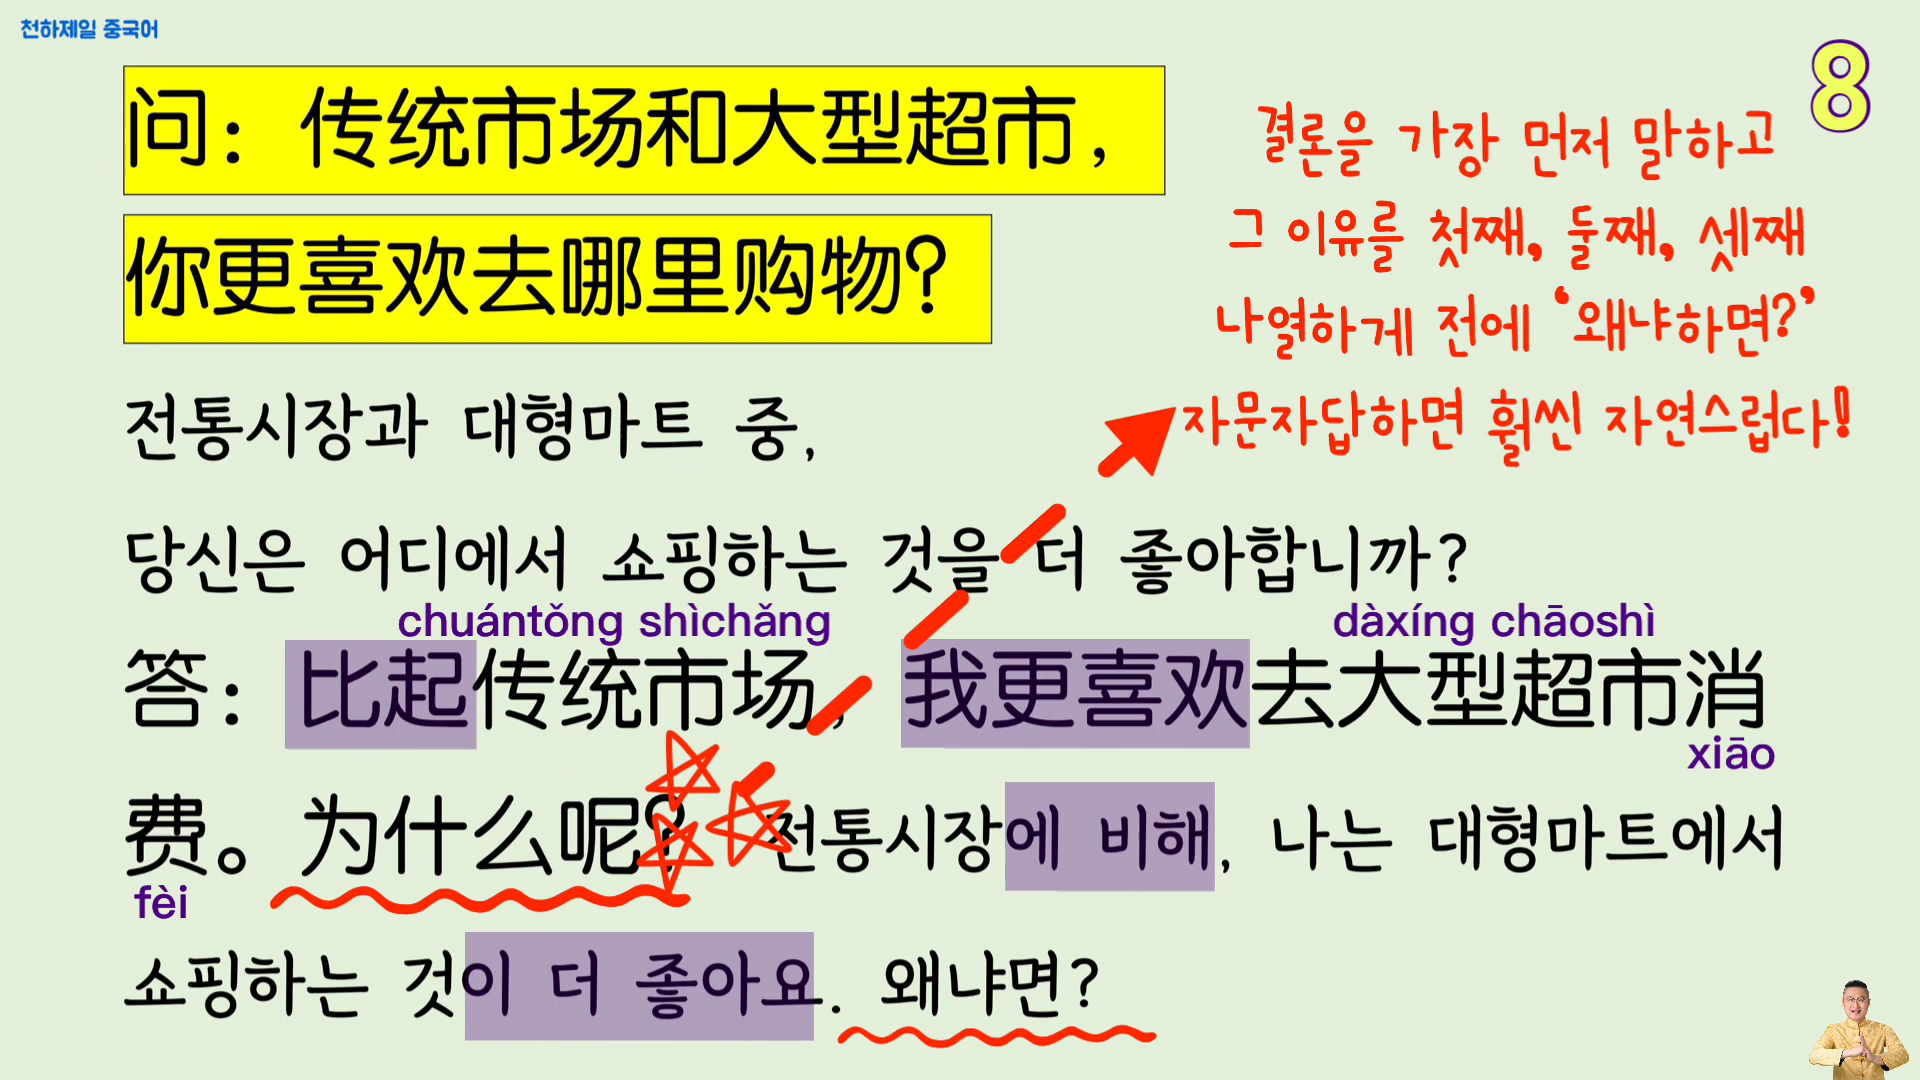 천하제일 중국어
8
问：传统市场和大型超市，
你更喜欢去哪里购物？
결론을 가장 먼저 말하고
그 이유를 첫째, 둘째, 셋째
나열하게 전에 ‘왜냐하면?’
자문자답하면 훨씬 자연스럽다!
전통시장과 대형마트 중,
당신은 어디에서 쇼핑하는 것을 더 좋아합니까?
chuántǒng shìchǎng dàxíng chāoshì
答：比起传统市场，我更喜欢去大型超市消
xiāo
费。为什么呢？ 전통시장에 비해, 나는 대형마트에서
fèi
쇼핑하는 것이 더 좋아요. 왜냐면?